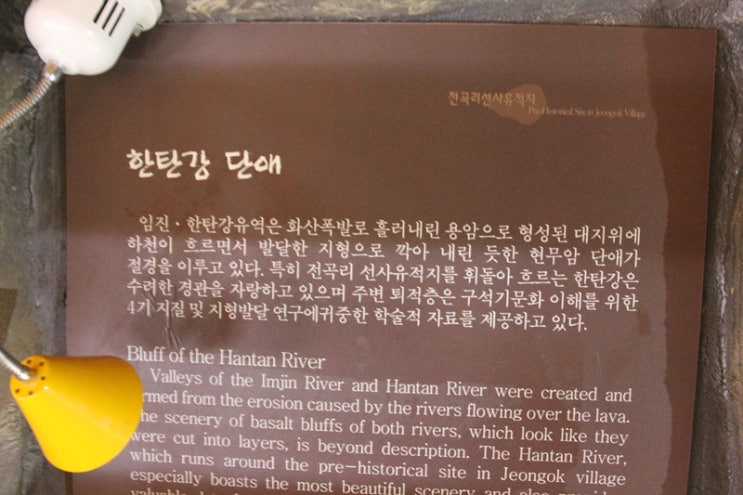 전곡리선사유적지
Pre-Historical Site in Jeongok Village
한탄강 단애
임진·한탄강유역은 화산폭발로 흘러내린 용암으로 형성된 대지위에
하천이 흐르면서 발달한 지형으로 깍아 내린 듯한 현무암 단애가
절경을 이루고 있다. 특히 전곡리 선사유적지를 휘돌아 흐르는 한탄강은
수려한 경관을 자랑하고 있으며 주변 퇴적층은 구석기문화 이해를 위한
4기 지질 및 지형발달 연구에귀중한 학술적 자료를 제공하고 있다.
Bluff of the Hantan River
Valleys of the Imjin River and Hantan River were created and
formed from the erosion caused by the rivers flowing over the lava.
The scenery of basalt bluffs of both rivers, which look like they
were cut into layers, is beyond description. The Hantan River,
which runs around the pre-historical site in Jeongok village
especially boasts the most beautiful scenery and also